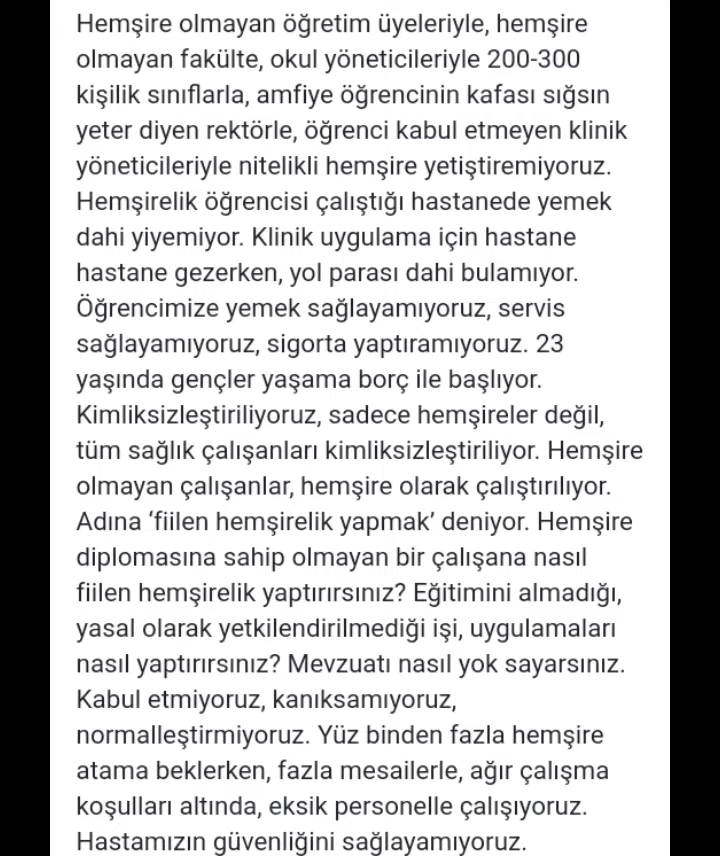 Hemşire olmayan öğretim üyeleriyle, hemşire
olmayan fakülte, okul yöneticileriyle 200-300
kişilik sınıflarla, amfiye öğrencinin kafası sığsın
yeter diyen rektörle, öğrenci kabul etmeyen klinik
yöneticileriyle nitelikli hemşire yetiştiremiyoruz.
Hemşirelik öğrencisi çalıştığı hastanede yemek
dahi yiyemiyor. Klinik uygulama için hastane
hastane gezerken, yol parası dahi bulamıyor.
Öğrencimize yemek sağlayamıyoruz, servis
sağlayamıyoruz, sigorta yaptıramıyoruz. 23
yaşında gençler yaşama borç ile başlıyor.
Kimliksizleştiriliyoruz, sadece hemşireler değil,
tüm sağlık çalışanları kimliksizleştiriliyor. Hemşire
olmayan çalışanlar, hemşire olarak çalıştırılıyor.
Adına ‘fiilen hemşirelik yapmak’ deniyor. Hemşire
diplomasına sahip olmayan bir çalışana nasıl
fiilen hemşirelik yaptırırsınız? Eğitimini almadığı,
yasal olarak yetkilendirilmediği işi, uygulamaları
nasıl yaptırırsınız? Mevzuatı nasıl yok sayarsınız.
Kabul etmiyoruz, kanıksamıyoruz,
normalleştirmiyoruz. Yüz binden fazla hemşire
atama beklerken, fazla mesailerle, ağır çalışma
koşulları altında, eksik personelle çalışıyoruz.
Hastamızın güvenliğini sağlayamıyoruz.